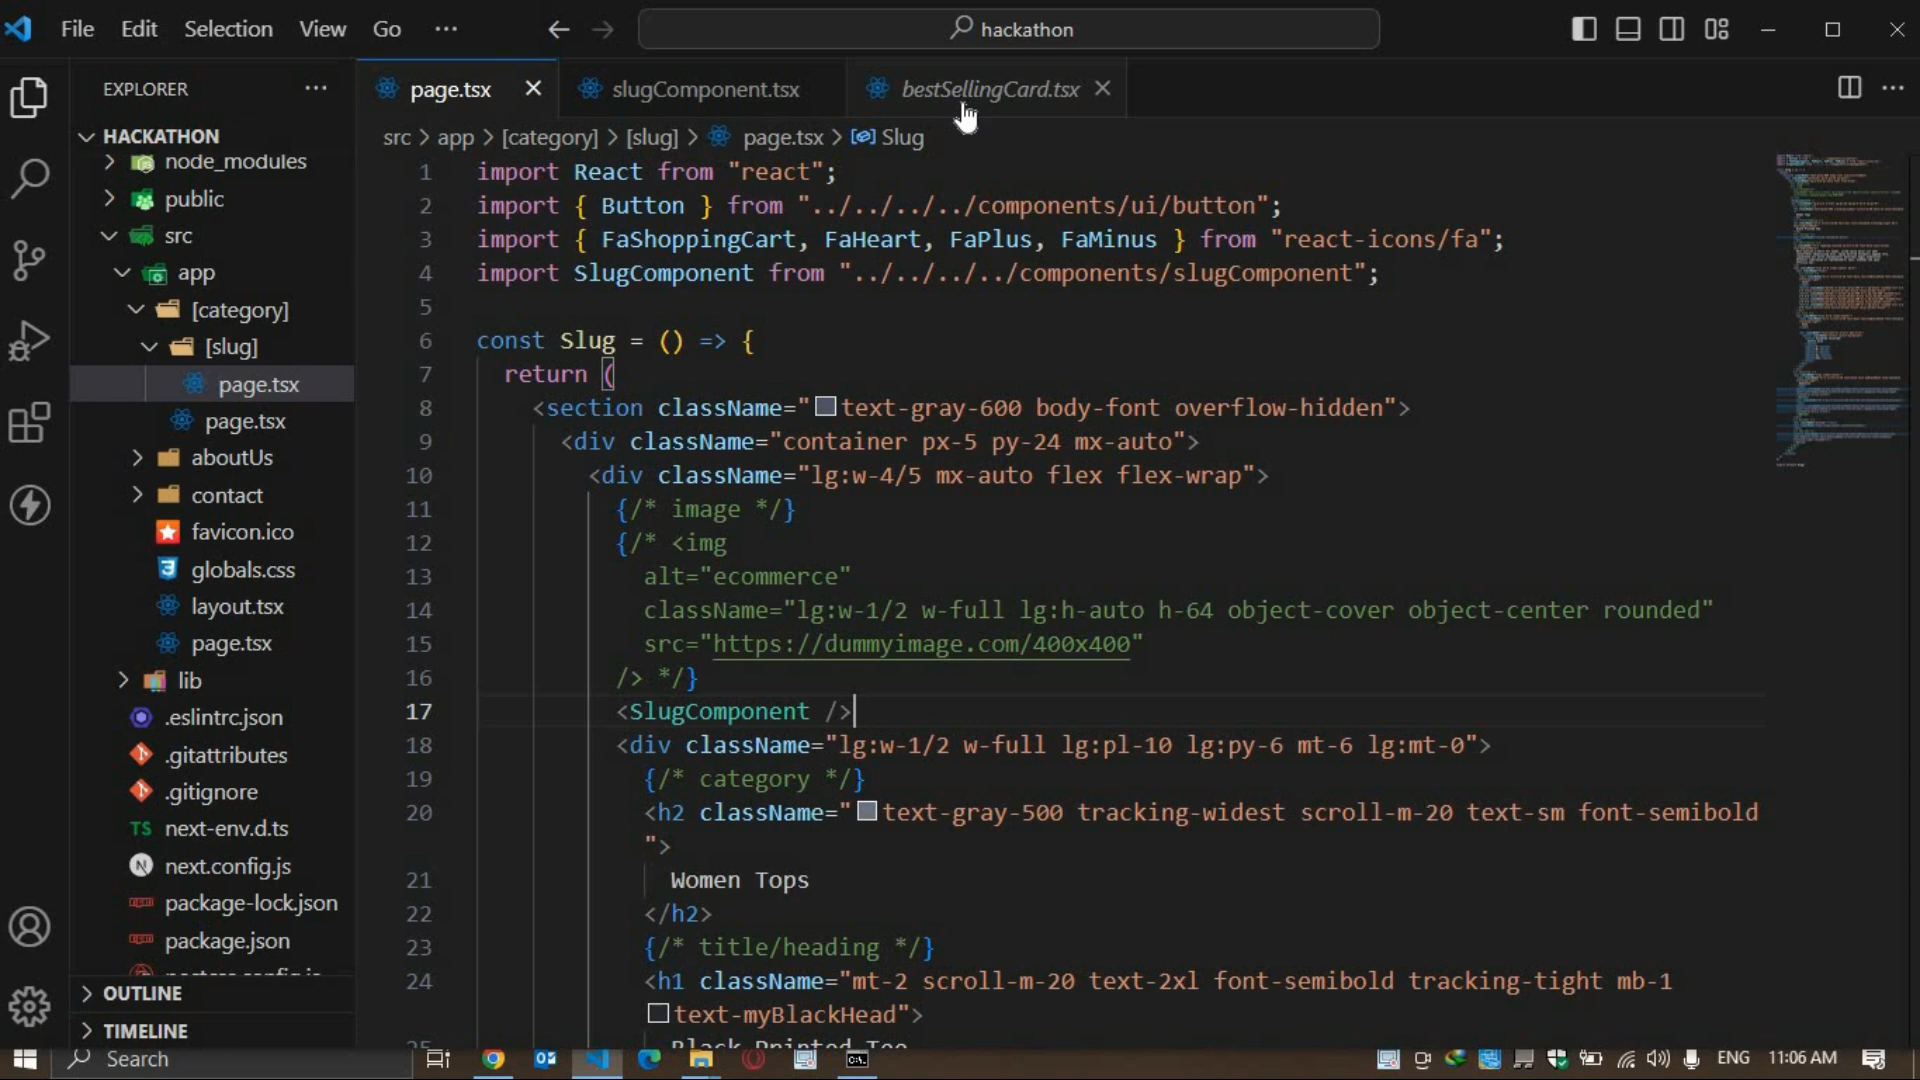 File Edit Selection View Go ··· hackathon
EXPLORER ···
page.tsx slugComponent.tsx bestSellingCard.tsx
src > app > [category] > [slug] > page.tsx > Slug
HACKATHON
node_modules
public
src
app
[category]
[slug]
page.tsx
page.tsx
aboutUs
contact
favicon.ico
globals.css
layout.tsx
page.tsx
lib
.eslintrc.json
.gitattributes
.gitignore
TS next-env.d.ts
next.config.js
package-lock.json
package.json
OUTLINE
TIMELINE
1 import React from "react";
2 import { Button } from "../../../../components/ui/button";
3 import { FaShoppingCart, FaHeart, FaPlus, FaMinus } from "react-icons/fa";
4 import SlugComponent from "../../../../components/slugComponent";
5
6 const Slug = () => {
7 return (
8 <section className="text-gray-600 body-font overflow-hidden">
9 <div className="container px-5 py-24 mx-auto">
10 <div className="lg:w-4/5 mx-auto flex flex-wrap">
11 {/* image */}
12 {/* <img
13 alt="ecommerce"
14 className="lg:w-1/2 w-full lg:h-auto h-64 object-cover object-center rounded"
15 src="https://dummyimage.com/400x400"
16 /> */}
17 <SlugComponent />
18 <div className="lg:w-1/2 w-full lg:pl-10 lg:py-6 mt-6 lg:mt-0">
19 {/* category */}
20 <h2 className="text-gray-500 tracking-widest scroll-m-20 text-sm font-semibold
">
21 Women Tops
22 </h2>
23 {/* title/heading */}
24 <h1 className="mt-2 scroll-m-20 text-2xl font-semibold tracking-tight mb-1
text-myBlackHead">
Search
ENG 11:06 AM